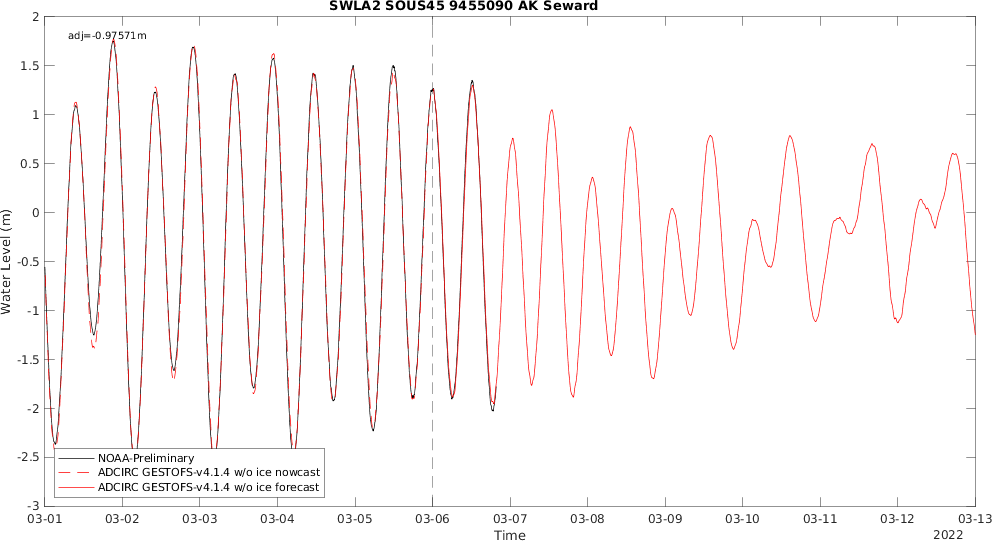 SWLA2 SOUS45 9455090 AK Seward
adj=-0.97571m
2
1.5
1
0.5
0
-0.5
-1
-1.5
-2
-2.5
-3
Water Level (m)
NOAA-Preliminary
ADCIRC GESTOFS-v4.1.4 w/o ice nowcast
ADCIRC GESTOFS-v4.1.4 w/o ice forecast
03-01 03-02 03-03 03-04 03-05 03-06 03-07 03-08 03-09 03-10 03-11 03-12 03-13
Time
2022